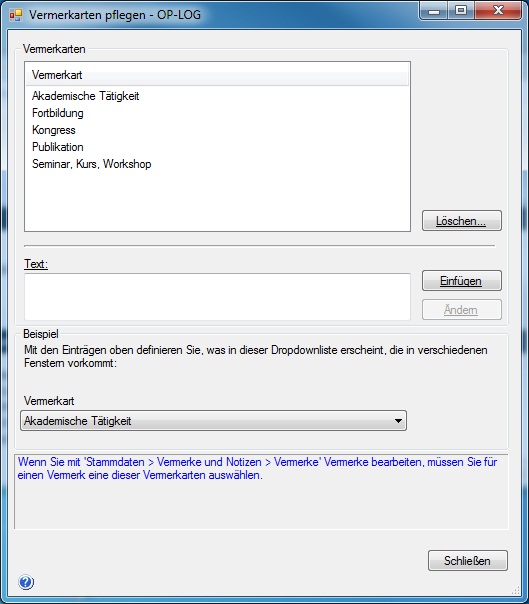 Vermerkarten pflegen - OP-LOG
Vermerkarten
Vermerkart
Akademische Tätigkeit
Fortbildung
Kongress
Publikation
Seminar, Kurs, Workshop
Löschen...
Text:
Einfügen
Ändern
Beispiel
Mit den Einträgen oben definieren Sie, was in dieser Dropdownliste erscheint, die in verschiedenen
Fenstern vorkommt:
Vermerkart
Akademische Tätigkeit
Wenn Sie mit 'Stammdaten > Vermerke und Notizen > Vermerke' Vermerke bearbeiten, müssen Sie für
einen Vermerk eine dieser Vermerkarten auswählen.
Schließen
?